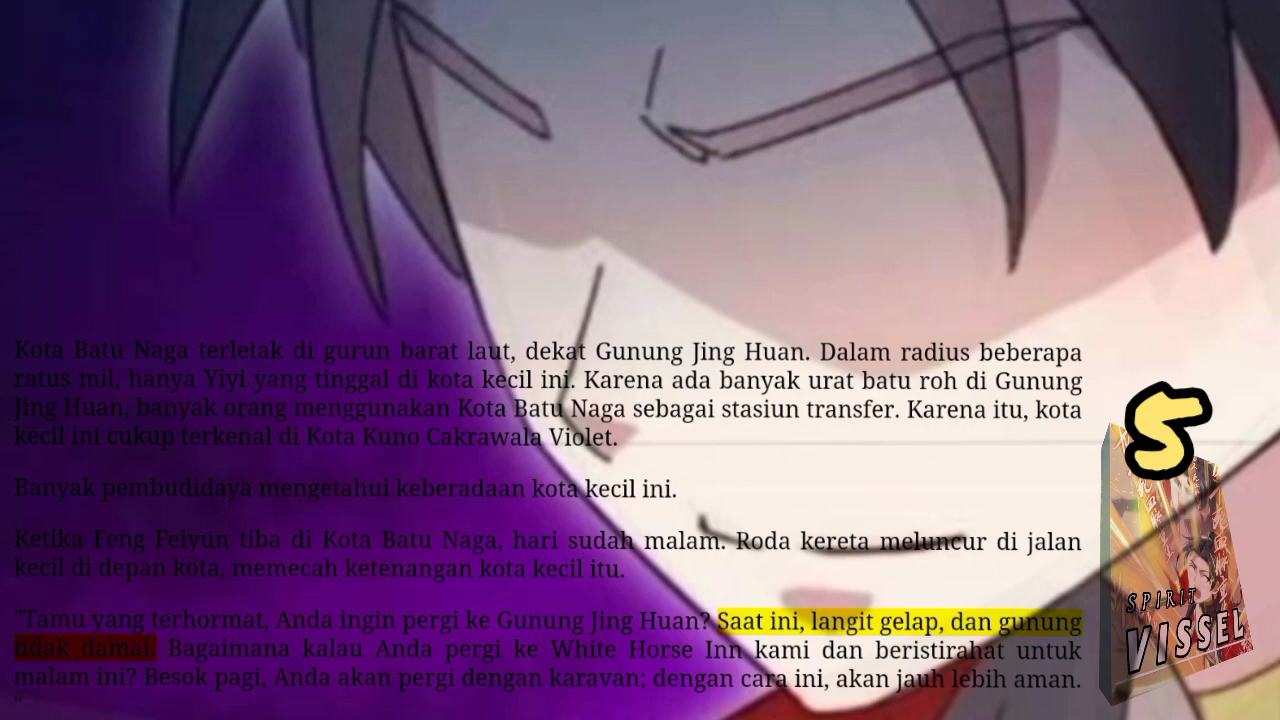 Kota Batu Naga terletak di gurun barat laut, dekat Gunung Jing Huan. Dalam radius beberapa
ratus mil, hanya Yiyi yang tinggal di kota kecil ini. Karena ada banyak urat batu roh di Gunung
Jing Huan, banyak orang menggunakan Kota Batu Naga sebagai stasiun transfer. Karena itu, kota
kecil ini cukup terkenal di Kota Kuno Cakrawala Violet.
Banyak pembudidaya mengetahui keberadaan kota kecil ini.
Ketika Feng Feiyun tiba di Kota Batu Naga, hari sudah malam. Roda kereta meluncur di jalan
kecil di depan kota, memecah ketenangan kota kecil itu.
"Tamu yang terhormat, Anda ingin pergi ke Gunung Jing Huan? Saat ini, langit gelap, dan gunung
tidak damai. Bagaimana kalau Anda pergi ke White Horse Inn kami dan beristirahat untuk
malam ini? Besok pagi, Anda akan pergi dengan karavan; dengan cara ini, akan jauh lebih aman.
"
S
SPIRIT
VISSEL